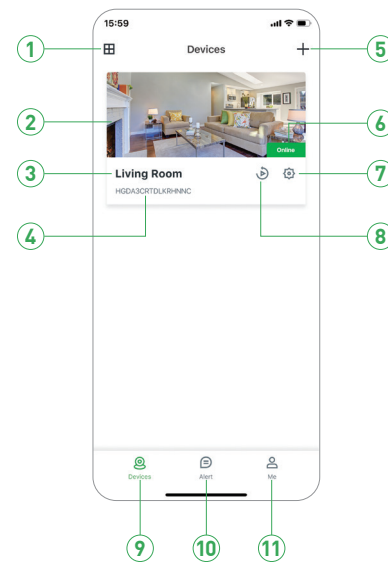 15:59
1 Devices 5
2 6
Online
3 Living Room 7
HGDA3CRTDLKRHNNC
4 8
Devices Alert Me
9 10 11